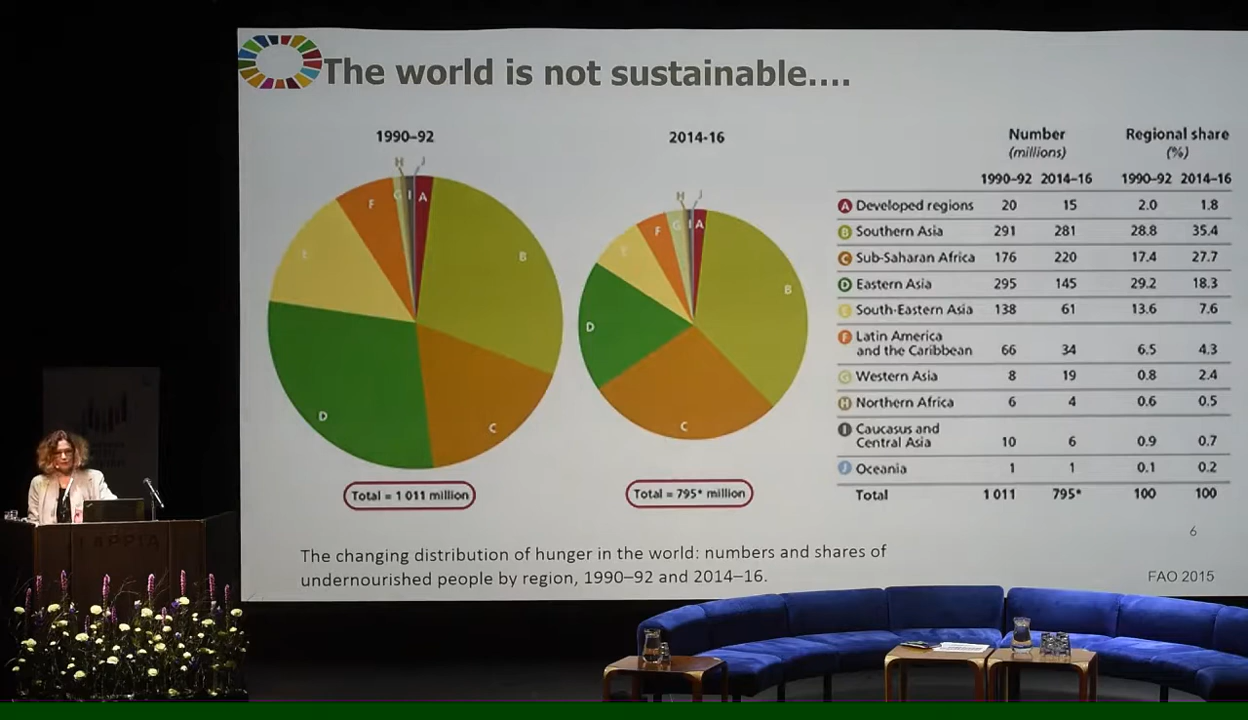 The world is not sustainable....
1990–92
2014-16
H J
G I A
F
E
B
D
C
H J
G I A
F
E
B
D
C
Total = 1 011 million
Total = 795* million
Number Regional share
(millions) (%)
1990–92 2014–16 1990–92 2014–16
A Developed regions 20 15 2.0 1.8
B Southern Asia 291 281 28.8 35.4
C Sub-Saharan Africa 176 220 17.4 27.7
D Eastern Asia 295 145 29.2 18.3
E South-Eastern Asia 138 61 13.6 7.6
F Latin America
and the Caribbean 66 34 6.5 4.3
G Western Asia 8 19 0.8 2.4
H Northern Africa 6 4 0.6 0.5
I Caucasus and
Central Asia 10 6 0.9 0.7
J Oceania 1 1 0.1 0.2
Total 1 011 795* 100 100
6
The changing distribution of hunger in the world: numbers and shares of
undernourished people by region, 1990–92 and 2014–16.
FAO 2015